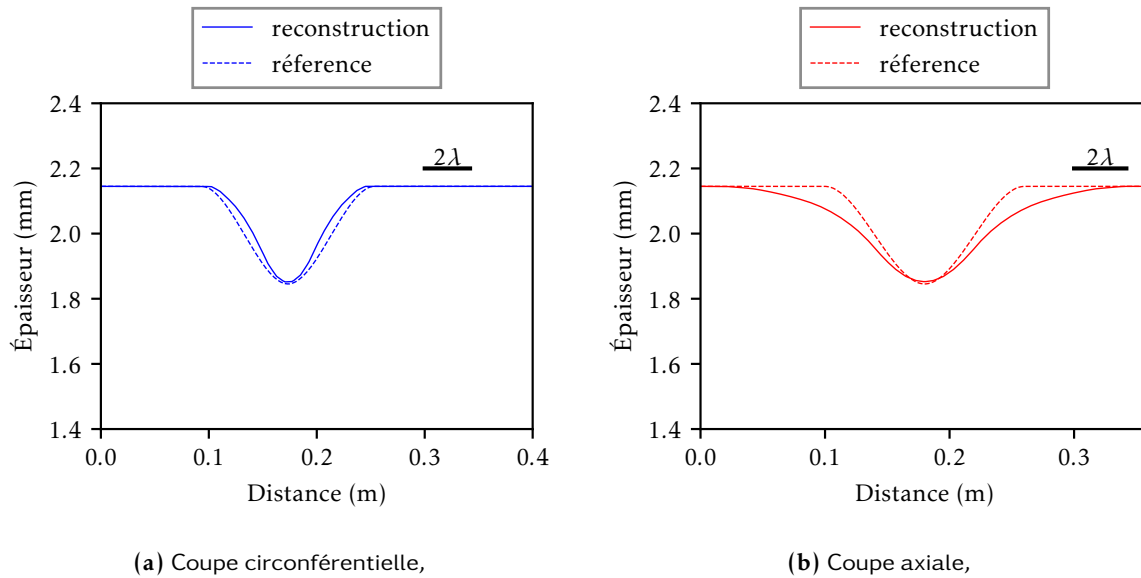 reconstruction
réference
2.4
2.2
2.0
1.8
1.6
1.4
Épaisseur (mm)
2λ
0.0 0.1 0.2 0.3 0.4
Distance (m)
(a) Coupe circonférentielle,
reconstruction
réference
2.4
2.2
2.0
1.8
1.6
1.4
Épaisseur (mm)
2λ
0.0 0.1 0.2 0.3
Distance (m)
(b) Coupe axiale,